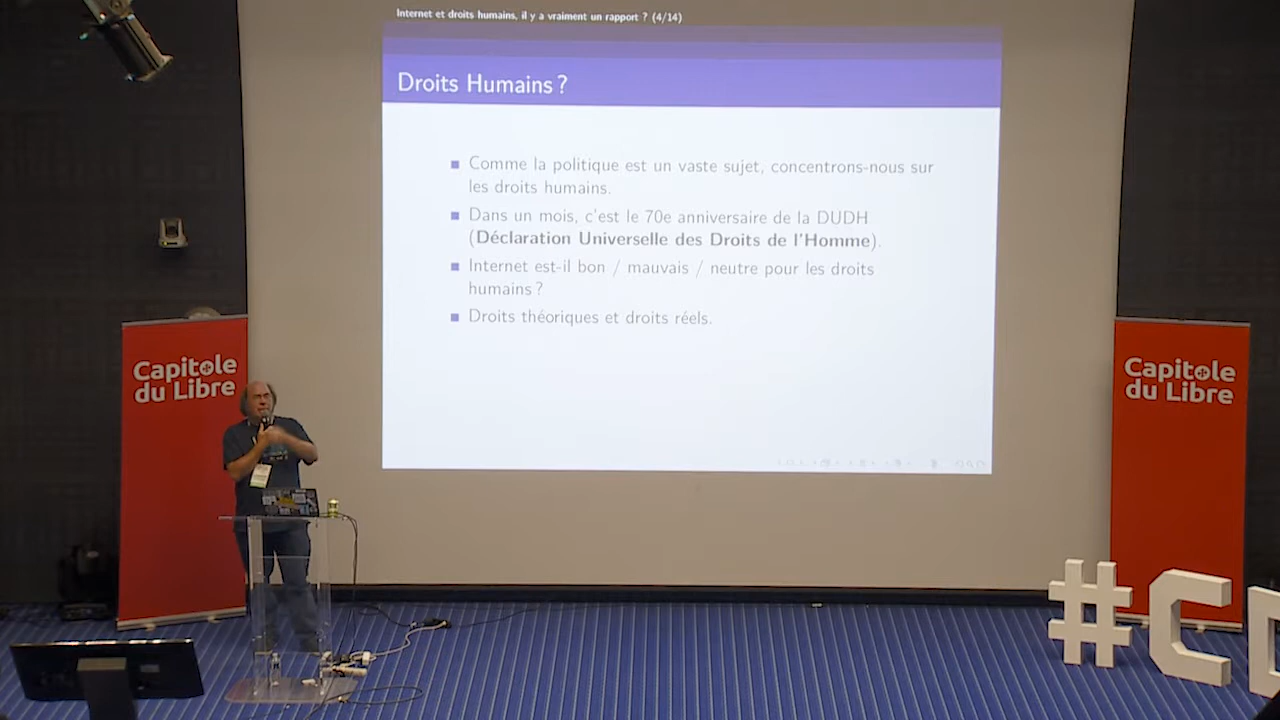 Internet et droits humains, il y a vraiment un rapport ? (4/14)
Droits Humains ?
Comme la politique est un vaste sujet, concentrons-nous sur
les droits humains.
Dans un mois, c'est le 70e anniversaire de la DUDH
(Déclaration Universelle des Droits de l'Homme).
Internet est-il bon / mauvais / neutre pour les droits
humains ?
Droits théoriques et droits réels.
Capitole
du Libre
Capitole
du Libre
#C